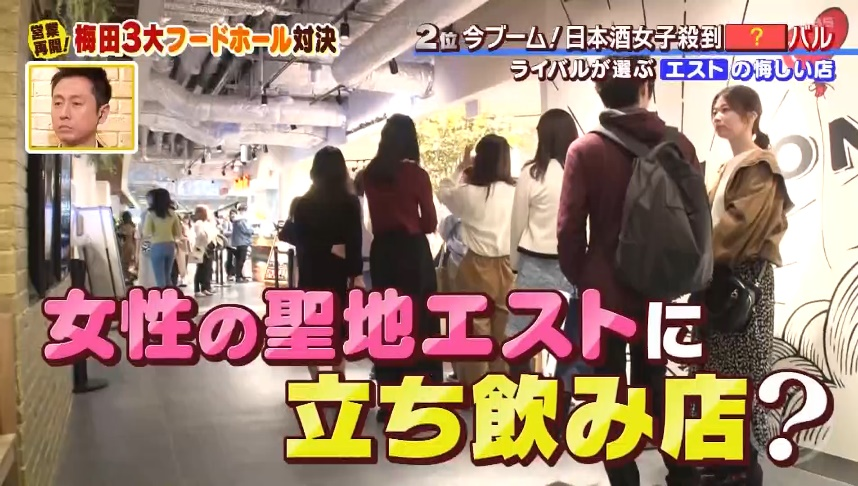 営業再開!
梅田3大フードホール対決
2位 今ブーム!日本酒女子殺到 ? バル
ライバルが選ぶ エスト の悔しい店
女性の聖地エストに
立ち飲み店?